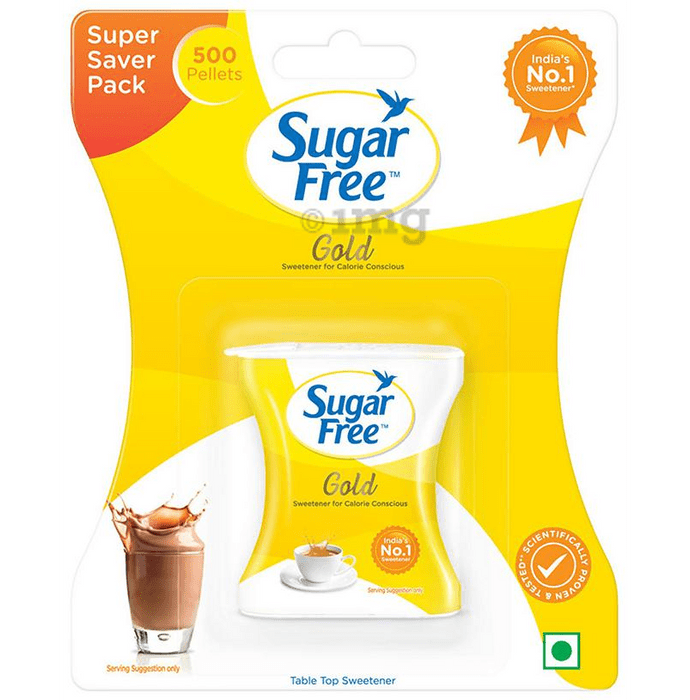 Super
Saver
Pack
500
Pellets
India's
No.1
Sweetener*
Sugar
Free™
©1mg
Gold
Sweetener for Calorie Conscious
Sugar
Free™
Gold
Sweetener for Calorie Conscious
India's
No.1
Sweetener
Serving Suggestion only
SCIENTIFICALLY
PROVEN & TESTED**
Serving Suggestion only
Table Top Sweetener